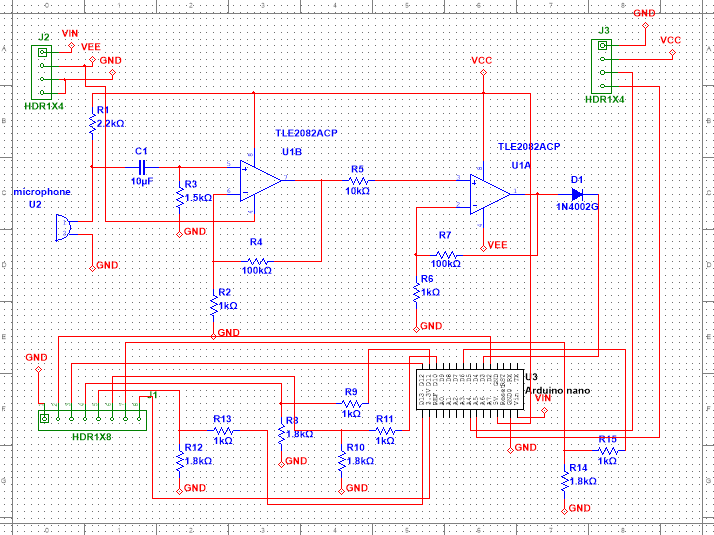 GND
J2
VIN
J3
VEE
VCC
GND
VCC
HDR1X4
HDR1X4
R1
2.2kΩ
TLE2082ACP
TLE2082ACP
C1
U1B
U1A
10µF
R5
D1
R3
1.5kΩ
10kΩ
1N4002G
microphone
U2
GND
R4
R7
VEE
GND
100kΩ
100kΩ
R6
R2
1kΩ
1kΩ
GND
GND
GND
U3
Arduino nano
J1
R9
VIN
1kΩ
R13
R8
R11
HDR1X8
1kΩ
1.8kΩ
1kΩ
R15
R12
R10
GND
1kΩ
1.8kΩ
GND
1.8kΩ
R14
1.8kΩ
GND
GND
GND